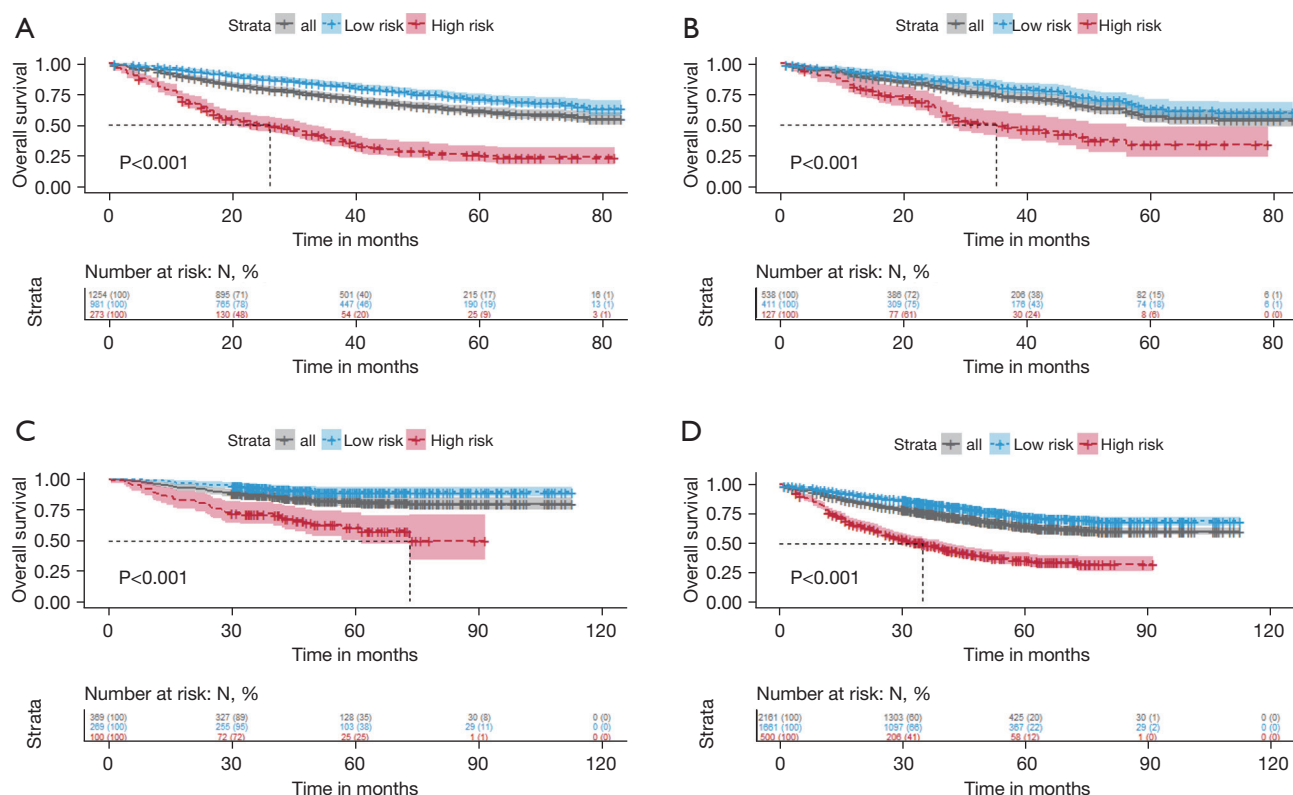 A
Strata all Low risk High risk
Overall survival
1.00
0.75
0.50
0.25
0.00
P<0.001
0 20 40 60 80
Time in months
Number at risk: N, %
Strata
1254 (100) 895 (71) 501 (40) 215 (17) 16 (1)
981 (100) 765 (78) 447 (46) 190 (19) 13 (1)
273 (100) 130 (48) 54 (20) 25 (9) 3 (1)
0 20 40 60 80
Time in months
B
Strata all Low risk High risk
Overall survival
1.00
0.75
0.50
0.25
0.00
P<0.001
0 20 40 60 80
Time in months
Number at risk: N, %
Strata
538 (100) 386 (72) 206 (38) 82 (15) 6 (1)
411 (100) 309 (75) 176 (43) 74 (18) 6 (1)
127 (100) 77 (61) 30 (24) 8 (6) 0 (0)
0 20 40 60 80
Time in months
C
Strata all Low risk High risk
Overall survival
1.00
0.75
0.50
0.25
0.00
P<0.001
0 30 60 90 120
Time in months
Number at risk: N, %
Strata
369 (100) 327 (89) 128 (35) 30 (8) 0 (0)
269 (100) 255 (95) 103 (38) 29 (11) 0 (0)
100 (100) 72 (72) 25 (25) 1 (1) 0 (0)
0 30 60 90 120
Time in months
D
Strata all Low risk High risk
Overall survival
1.00
0.75
0.50
0.25
0.00
P<0.001
0 30 60 90 120
Time in months
Number at risk: N, %
Strata
2161 (100) 1303 (60) 425 (20) 30 (1) 0 (0)
1661 (100) 1097 (66) 367 (22) 29 (2) 0 (0)
500 (100) 206 (41) 58 (12) 1 (0) 0 (0)
0 30 60 90 120
Time in months